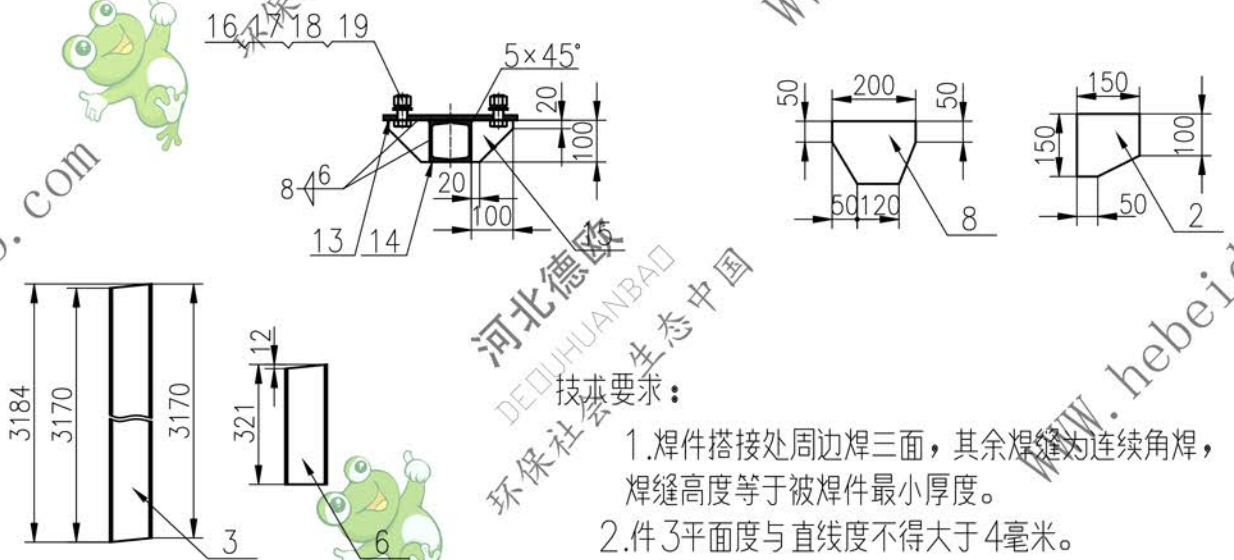 16 17 18 19
5×45°
20
100
8 6
20
100
13 14 15
50 200 50
50 120
8
150
150 100
50
2
3184
3170
3170
3
12
321
6
技术要求：
1.焊件搭接处周边焊三面，其余焊缝为连续角焊，
焊缝高度等于被焊件最小厚度。
2.件3平面度与直线度不得大于4毫米。
河北德欧
DEOUHUANBAO
环保社会 生态中国
.com
www.hebeid
环保